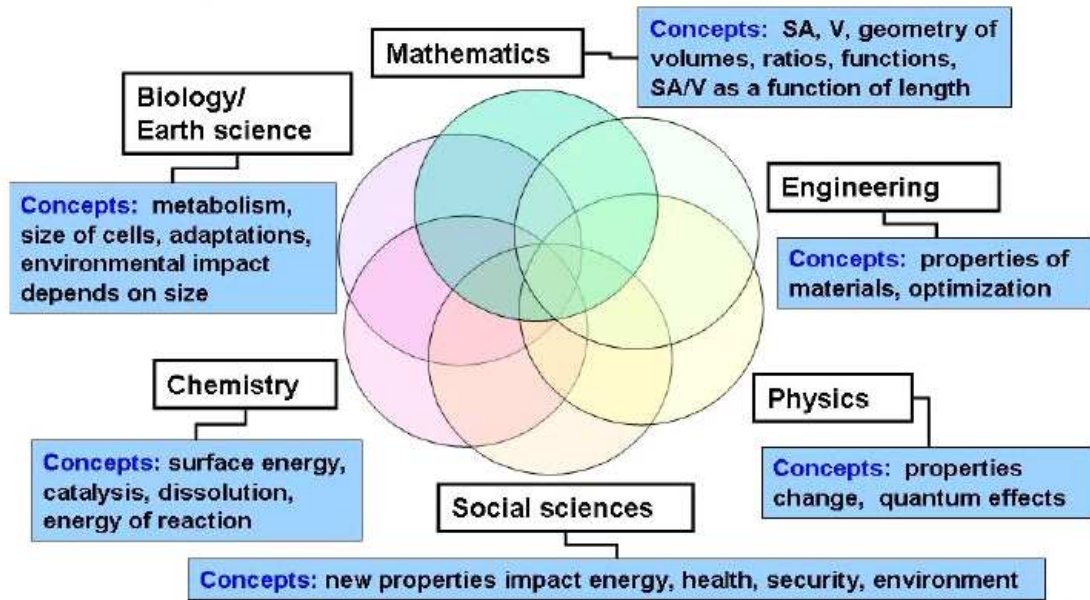 Mathematics
Concepts: SA, V, geometry of
volumes, ratios, functions,
SA/V as a function of length
Biology/
Earth science
Concepts: metabolism,
size of cells, adaptations,
environmental impact
depends on size
Engineering
Concepts: properties of
materials, optimization
Chemistry
Concepts: surface energy,
catalysis, dissolution,
energy of reaction
Physics
Concepts: properties
change, quantum effects
Social sciences
Concepts: new properties impact energy, health, security, environment